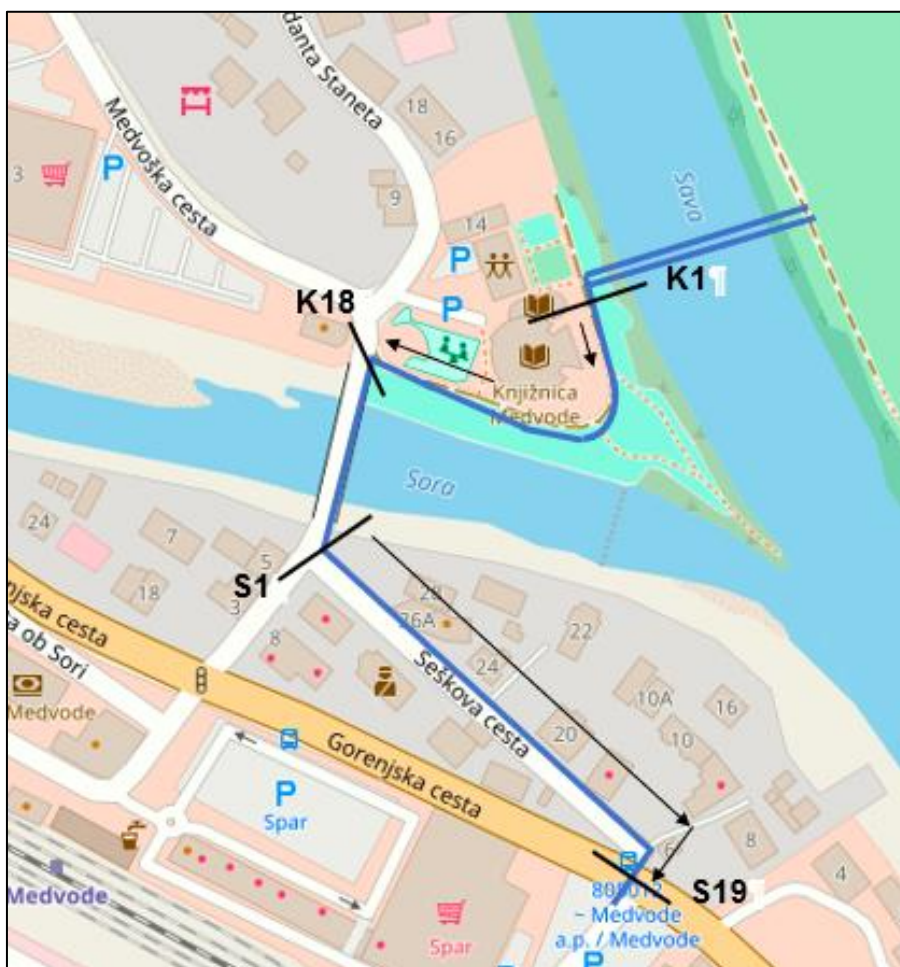 danta Staneta
18
16
Medvoška cesta
3
P
9
Sava
14
P
K1¶
K18
P
Knjižnica
Medvode
Sora
24
7
5
18
3
S1
26A
22
njska cesta
a ob Sori
8
24
Seškova cesta
10A
16
Medvode
20
10
Gorenjska cesta
P
Spar
8
6
4
Medvode
S19
~ Medvode
a.p. / Medvode
Spar
P
P